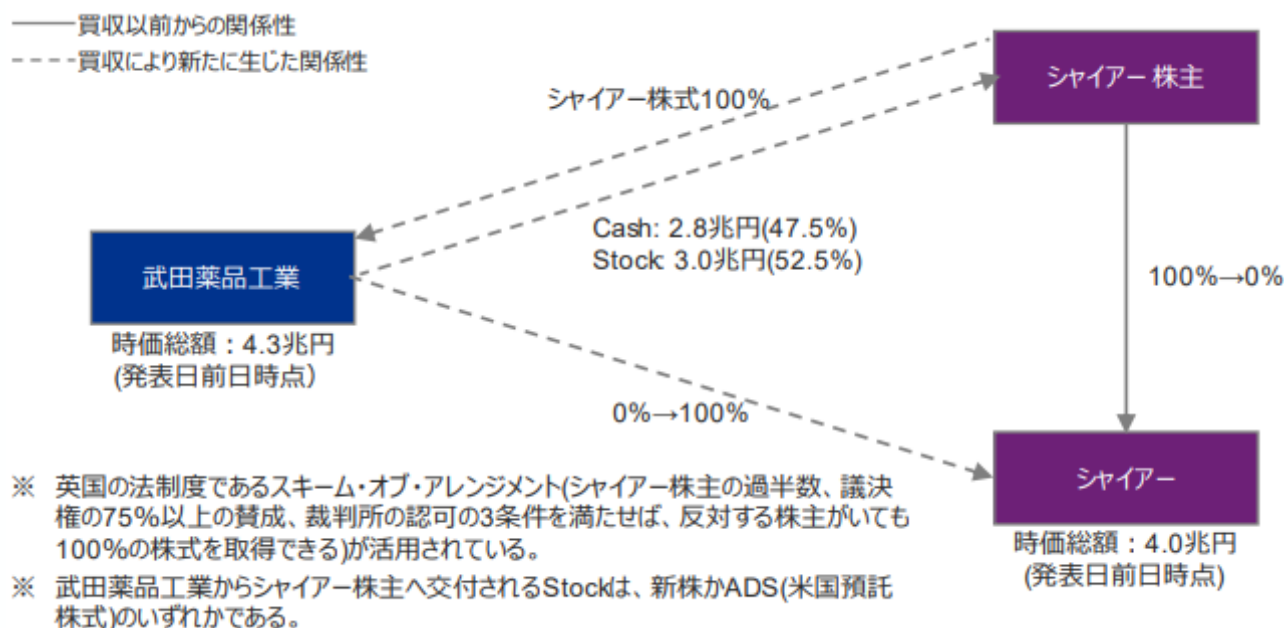 買収以前からの関係性
買収により新たに生じた関係性
シャイアー 株主
シャイアー株式100%
Cash: 2.8兆円(47.5%)
Stock: 3.0兆円(52.5%)
武田薬品工業
100%→0%
時価総額:4.3兆円
(発表日前日時点)
0%→100%
シャイアー
時価総額:4.0兆円
(発表日前日時点)
※ 英国の法制度であるスキーム・オブ・アレンジメント(シャイアー株主の過半数、議決
権の75%以上の賛成、裁判所の認可の3条件を満たせば、反対する株主がいても
100%の株式を取得できる)が活用されている。
※ 武田薬品工業からシャイアー株主へ交付されるStockは、新株かADS(米国預託
株式)のいずれかである。